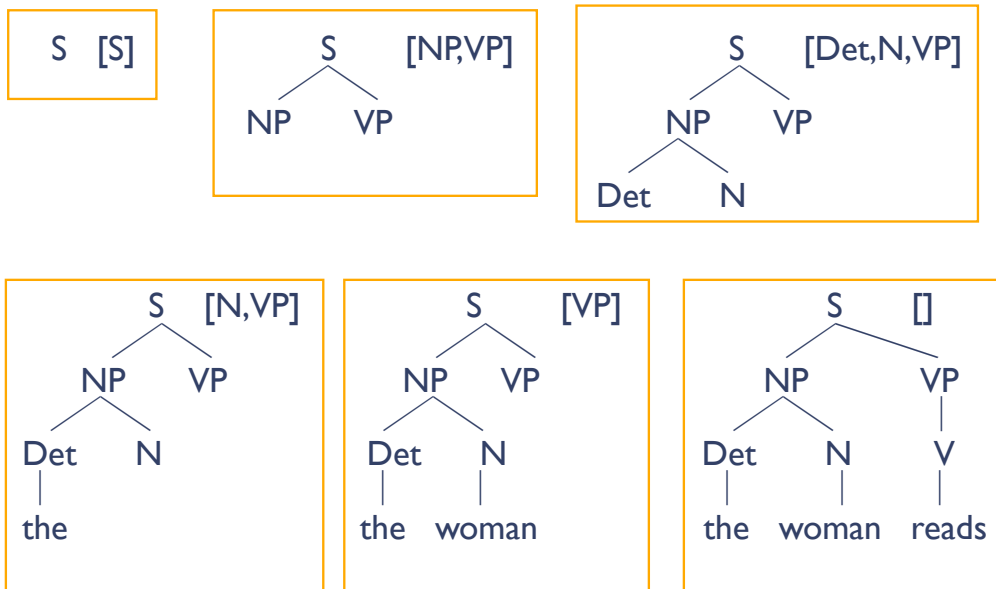 S [S]
S [NP,VP]
NP VP
S [Det,N,VP]
NP VP
Det N
S [N,VP]
NP VP
Det N
the
S [VP]
NP VP
Det N
the woman
S []
NP VP
Det N V
the woman reads